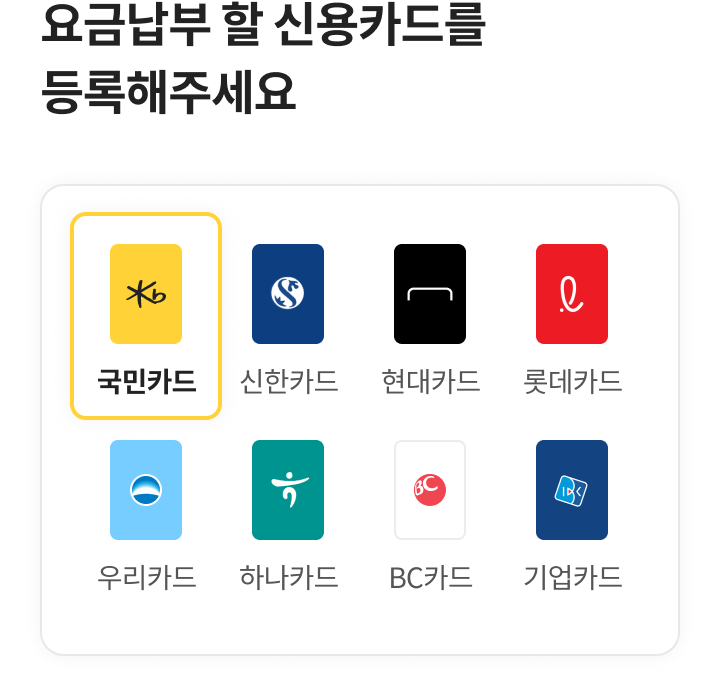 요금납부 할 신용카드를
등록해주세요
국민카드 신한카드 현대카드 롯데카드
BC
IBK
우리카드 하나카드 BC카드 기업카드